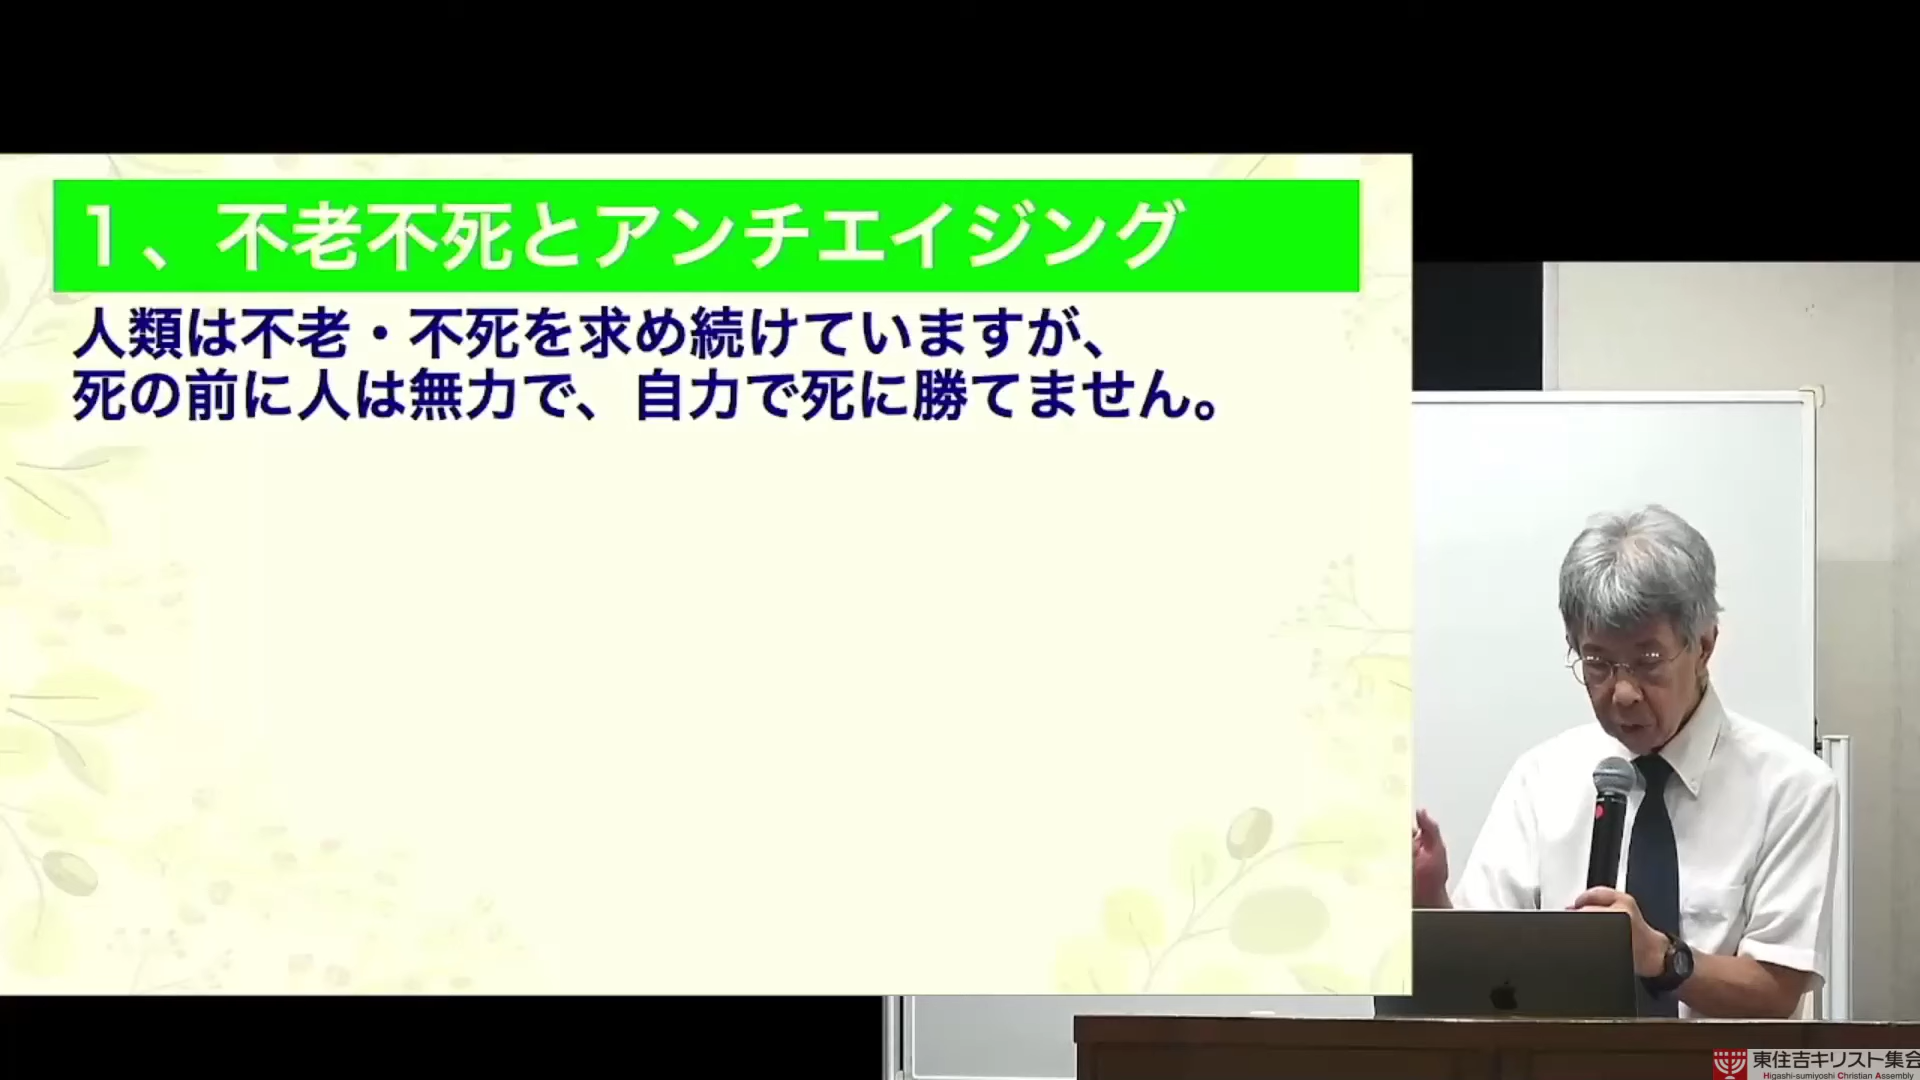 １、不老不死とアンチエイジング
人類は不老・不死を求め続けていますが、
死の前に人は無力で、自力で死に勝てません。
東住吉キリスト集会
Higashi-sumiyoshi Christian Assembly